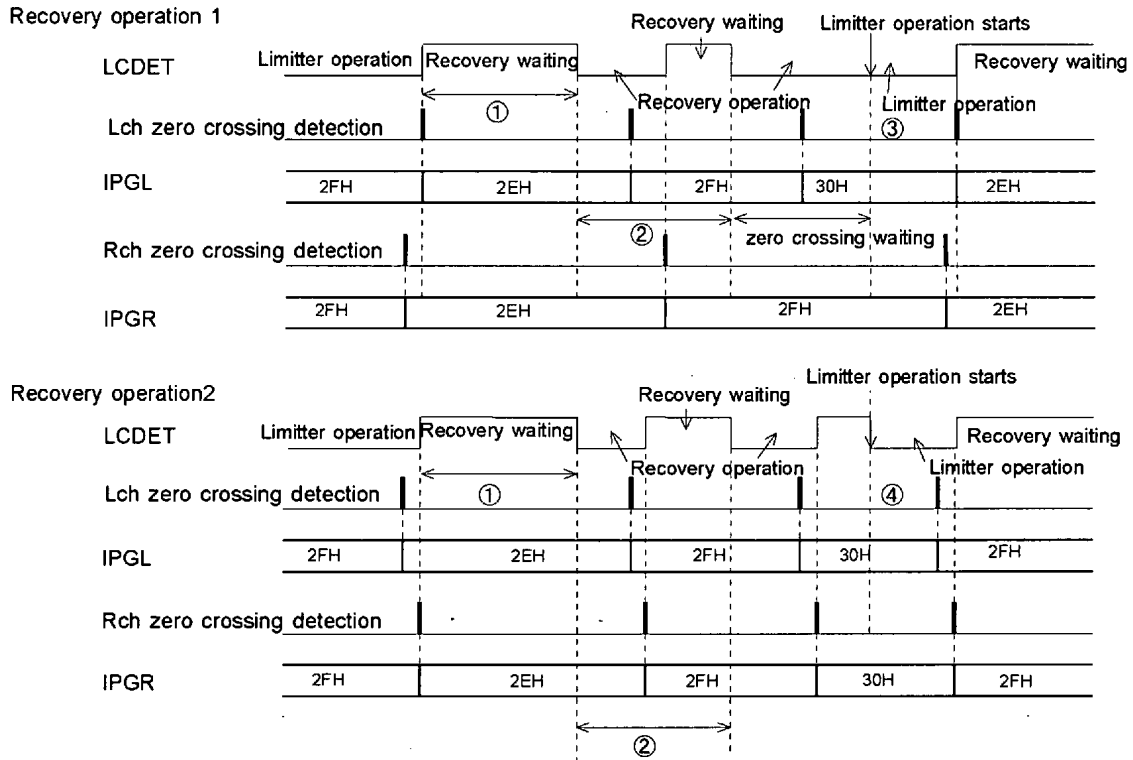 Recovery operation 1
Recovery waiting
Limitter operation starts
LCDET
Limitter operation
Recovery waiting
Recovery waiting
Recovery operation
Limitter operation
①
③
Lch zero crossing detection
IPGL
2FH
2EH
2FH
30H
2EH
②
zero crossing waiting
Rch zero crossing detection
IPGR
2FH
2EH
2FH
2EH
Recovery operation2
Recovery waiting
Limitter operation starts
LCDET
Limitter operation
Recovery waiting
Recovery waiting
Recovery operation
Limitter operation
①
④
Lch zero crossing detection
IPGL
2FH
2EH
2FH
30H
2FH
Rch zero crossing detection
IPGR
2FH
2EH
2FH
30H
2FH
②